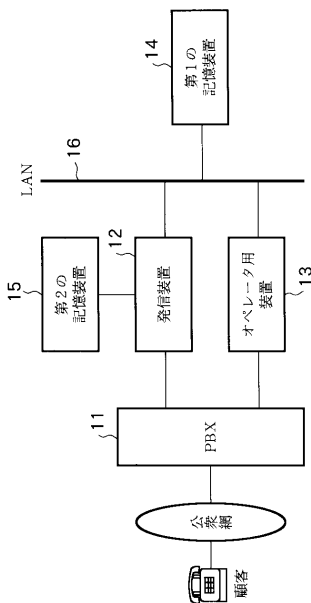 顧客
公衆網
11
PBX
15
第2の
記憶装置
12
発信装置
オペレータ用
装置
13
LAN
16
14
第1の
記憶装置